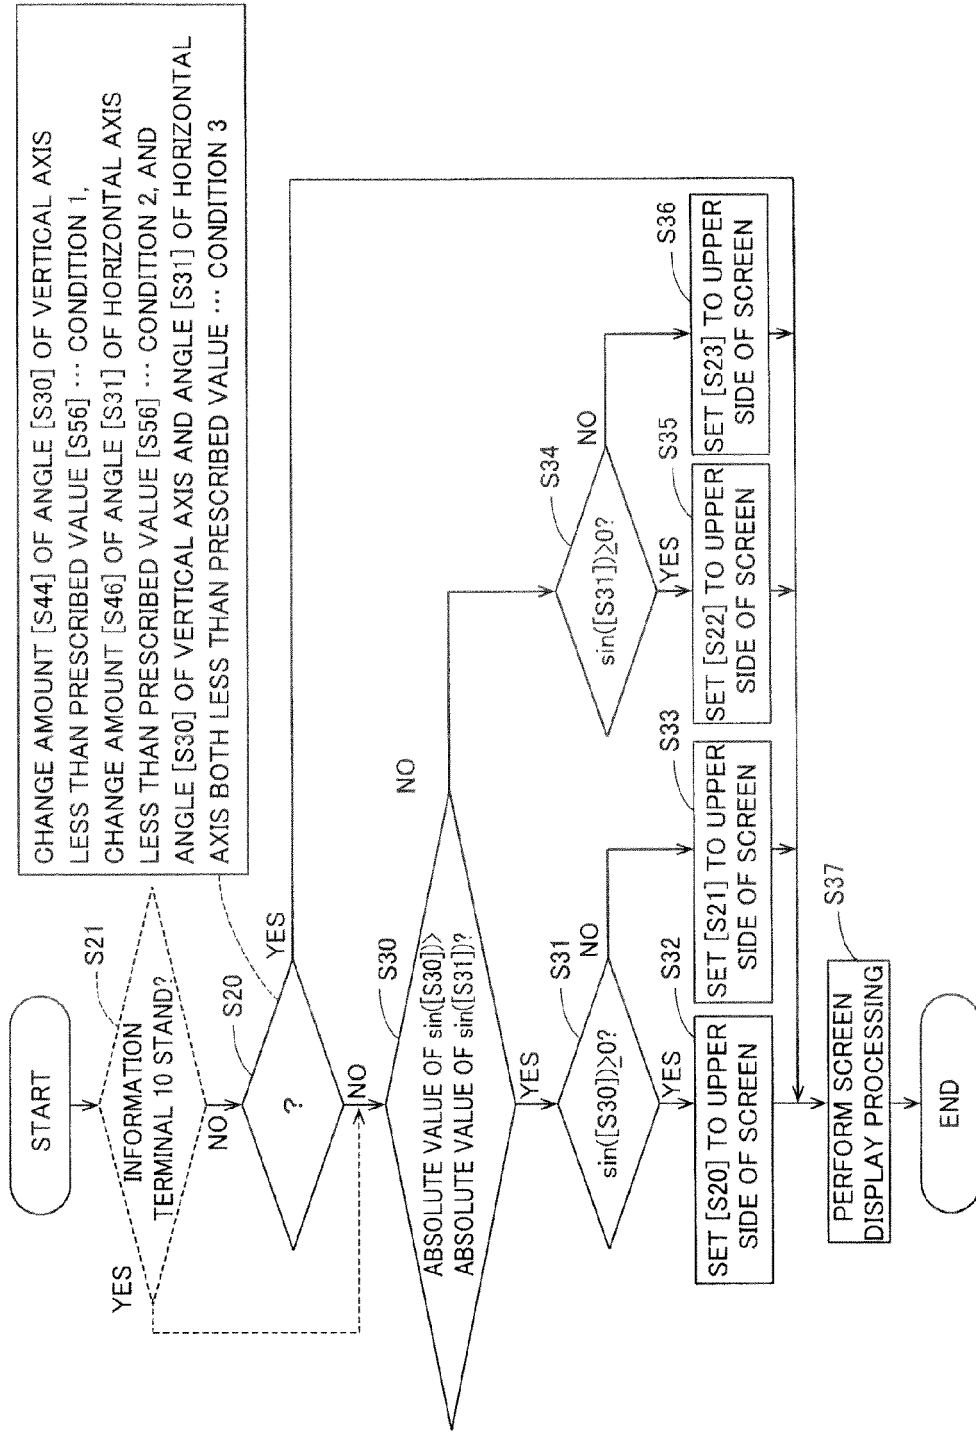 START
S21
INFORMATION
TERMINAL 10 STAND?
YES
NO
CHANGE AMOUNT [S44] OF ANGLE [S30] OF VERTICAL AXIS
LESS THAN PRESCRIBED VALUE [S56] ··· CONDITION 1,
CHANGE AMOUNT [S46] OF ANGLE [S31] OF HORIZONTAL AXIS
LESS THAN PRESCRIBED VALUE [S56] ··· CONDITION 2, AND
ANGLE [S30] OF VERTICAL AXIS AND ANGLE [S31] OF HORIZONTAL
AXIS BOTH LESS THAN PRESCRIBED VALUE ··· CONDITION 3
S20
?
YES
NO
S30
ABSOLUTE VALUE OF sin([S30])>
ABSOLUTE VALUE OF sin([S31])?
NO
YES
S31
sin([S30])≥0?
NO
YES
S34
sin([S31])≥0?
NO
YES
S32
SET [S20] TO UPPER
SIDE OF SCREEN
S33
SET [S21] TO UPPER
SIDE OF SCREEN
S35
SET [S22] TO UPPER
SIDE OF SCREEN
S36
SET [S23] TO UPPER
SIDE OF SCREEN
S37
PERFORM SCREEN
DISPLAY PROCESSING
END